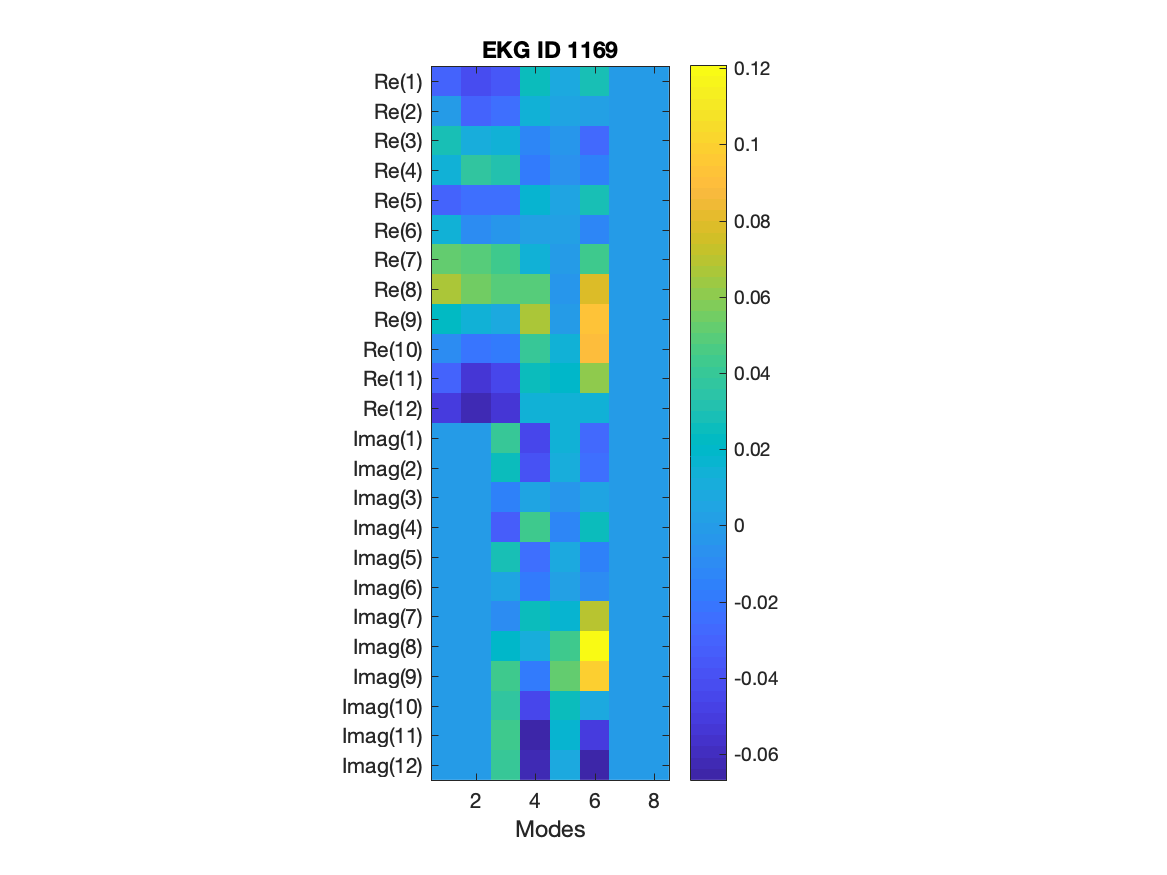 EKG ID 1169
Re(1)
Re(2)
Re(3)
Re(4)
Re(5)
Re(6)
Re(7)
Re(8)
Re(9)
Re(10)
Re(11)
Re(12)
Imag(1)
Imag(2)
Imag(3)
Imag(4)
Imag(5)
Imag(6)
Imag(7)
Imag(8)
Imag(9)
Imag(10)
Imag(11)
Imag(12)
2 4 6 8
Modes
0.12
0.1
0.08
0.06
0.04
0.02
0
-0.02
-0.04
-0.06